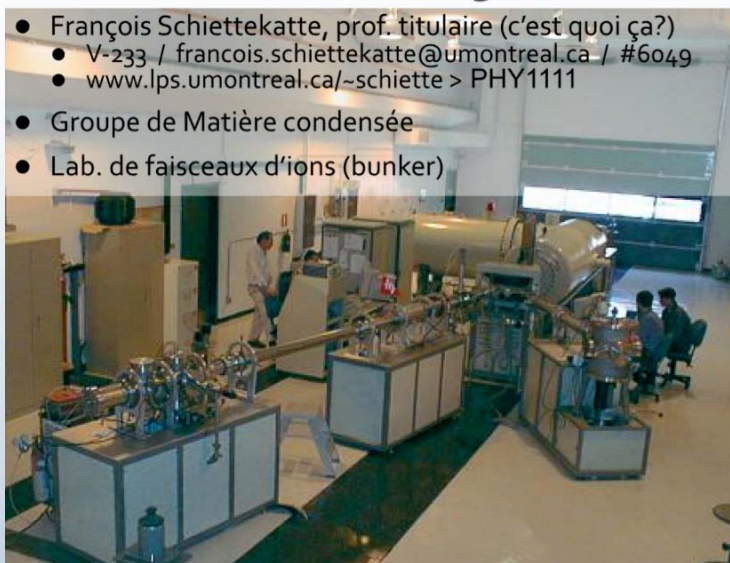 ● François Schiettekatte, prof. titulaire (c'est quoi ça?)
● V-233 / francois.schiettekatte@umontreal.ca / #6049
● www.lps.umontreal.ca/~schiette > PHY1111
● Groupe de Matière condensée
● Lab. de faisceaux d'ions (bunker)